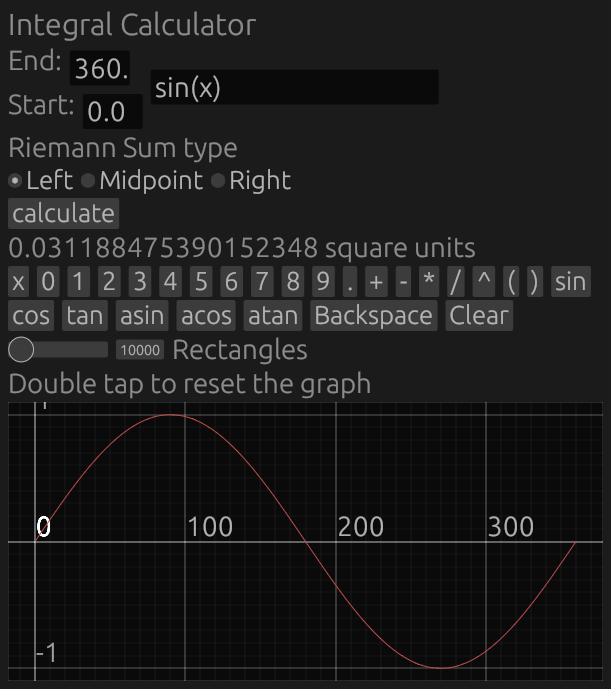 Integral Calculator
End: 360.
sin(x)
Start: 0.0
Riemann Sum type
Left Midpoint Right
calculate
0.031188475390152348 square units
x 0 1 2 3 4 5 6 7 8 9 . + - * / ^ ( ) sin
cos tan asin acos atan Backspace Clear
10000 Rectangles
Double tap to reset the graph
1
0 100 200 300
-1